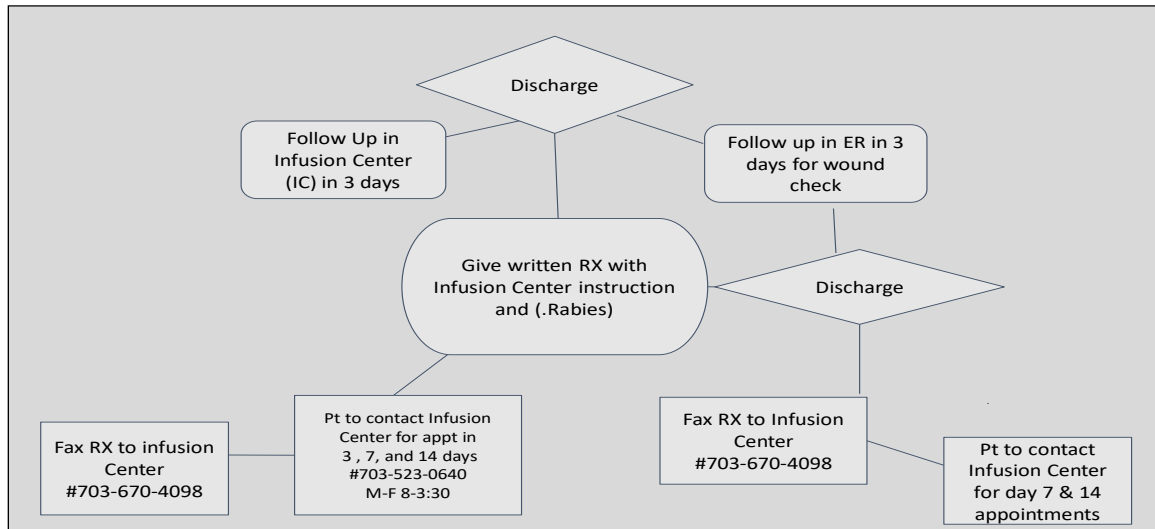 Discharge
Follow Up in
Infusion Center
(IC) in 3 days
Follow up in ER in 3
days for wound
check
Give written RX with
Infusion Center instruction
and (.Rabies)
Discharge
Fax RX to infusion
Center
#703-670-4098
Pt to contact Infusion
Center for appt in
3 , 7, and 14 days
#703-523-0640
M-F 8-3:30
Fax RX to Infusion
Center
#703-670-4098
Pt to contact
Infusion Center
for day 7 & 14
appointments